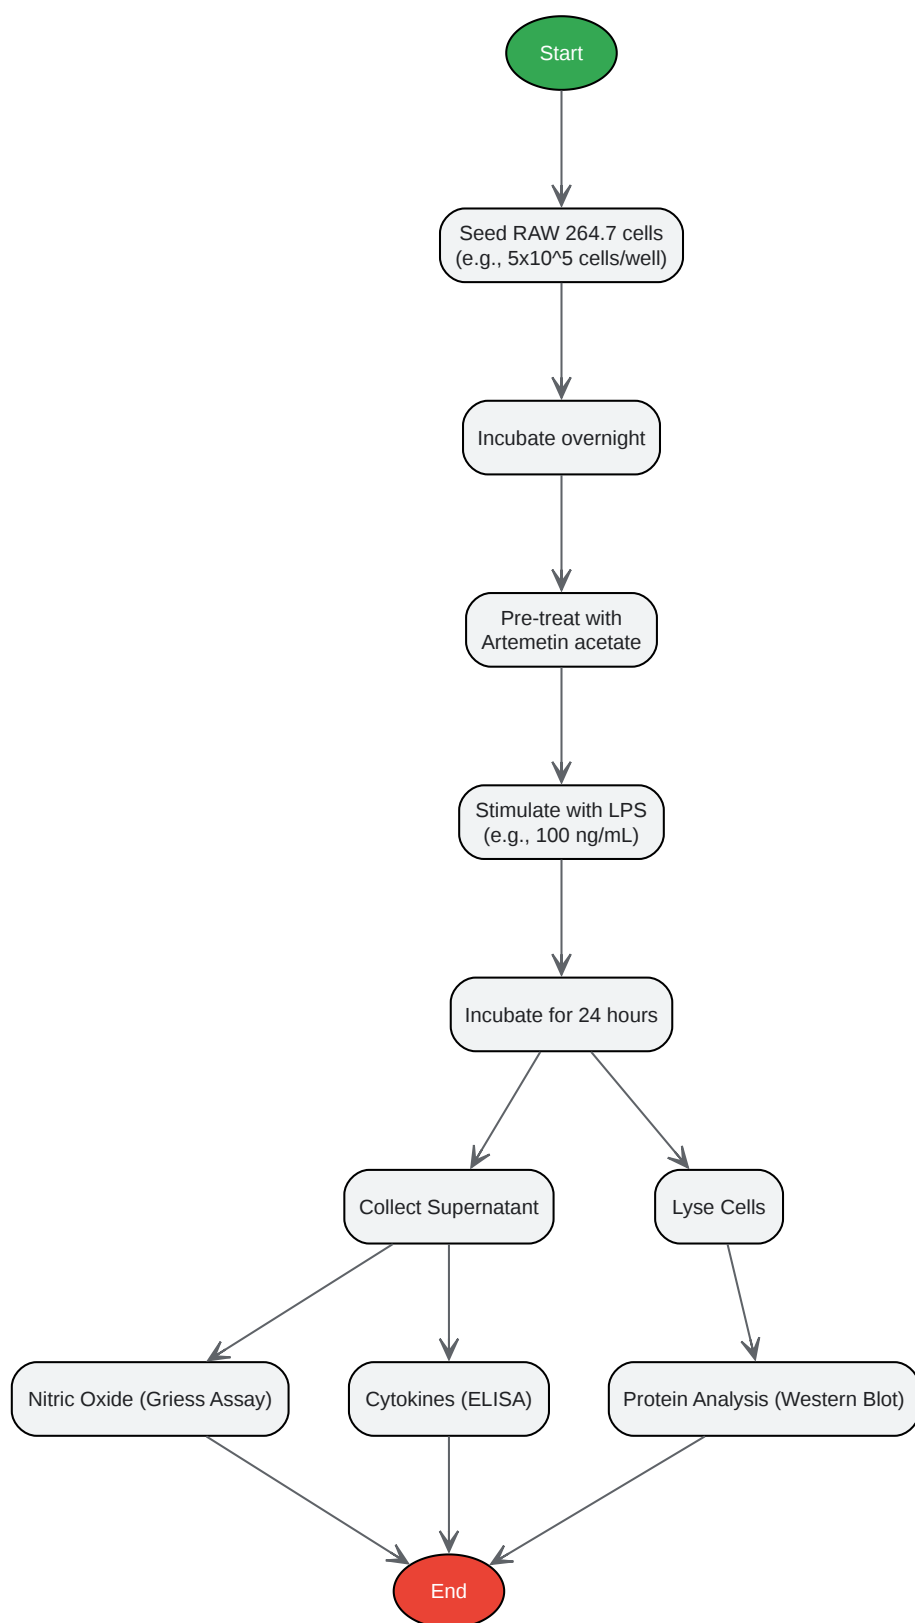 Start
Seed RAW 264.7 cells
(e.g., 5x10^5 cells/well)
Incubate overnight
Pre-treat with
Artemetin acetate
Stimulate with LPS
(e.g., 100 ng/mL)
Incubate for 24 hours
Collect Supernatant
Lyse Cells
Nitric Oxide (Griess Assay)
Cytokines (ELISA)
Protein Analysis (Western Blot)
End